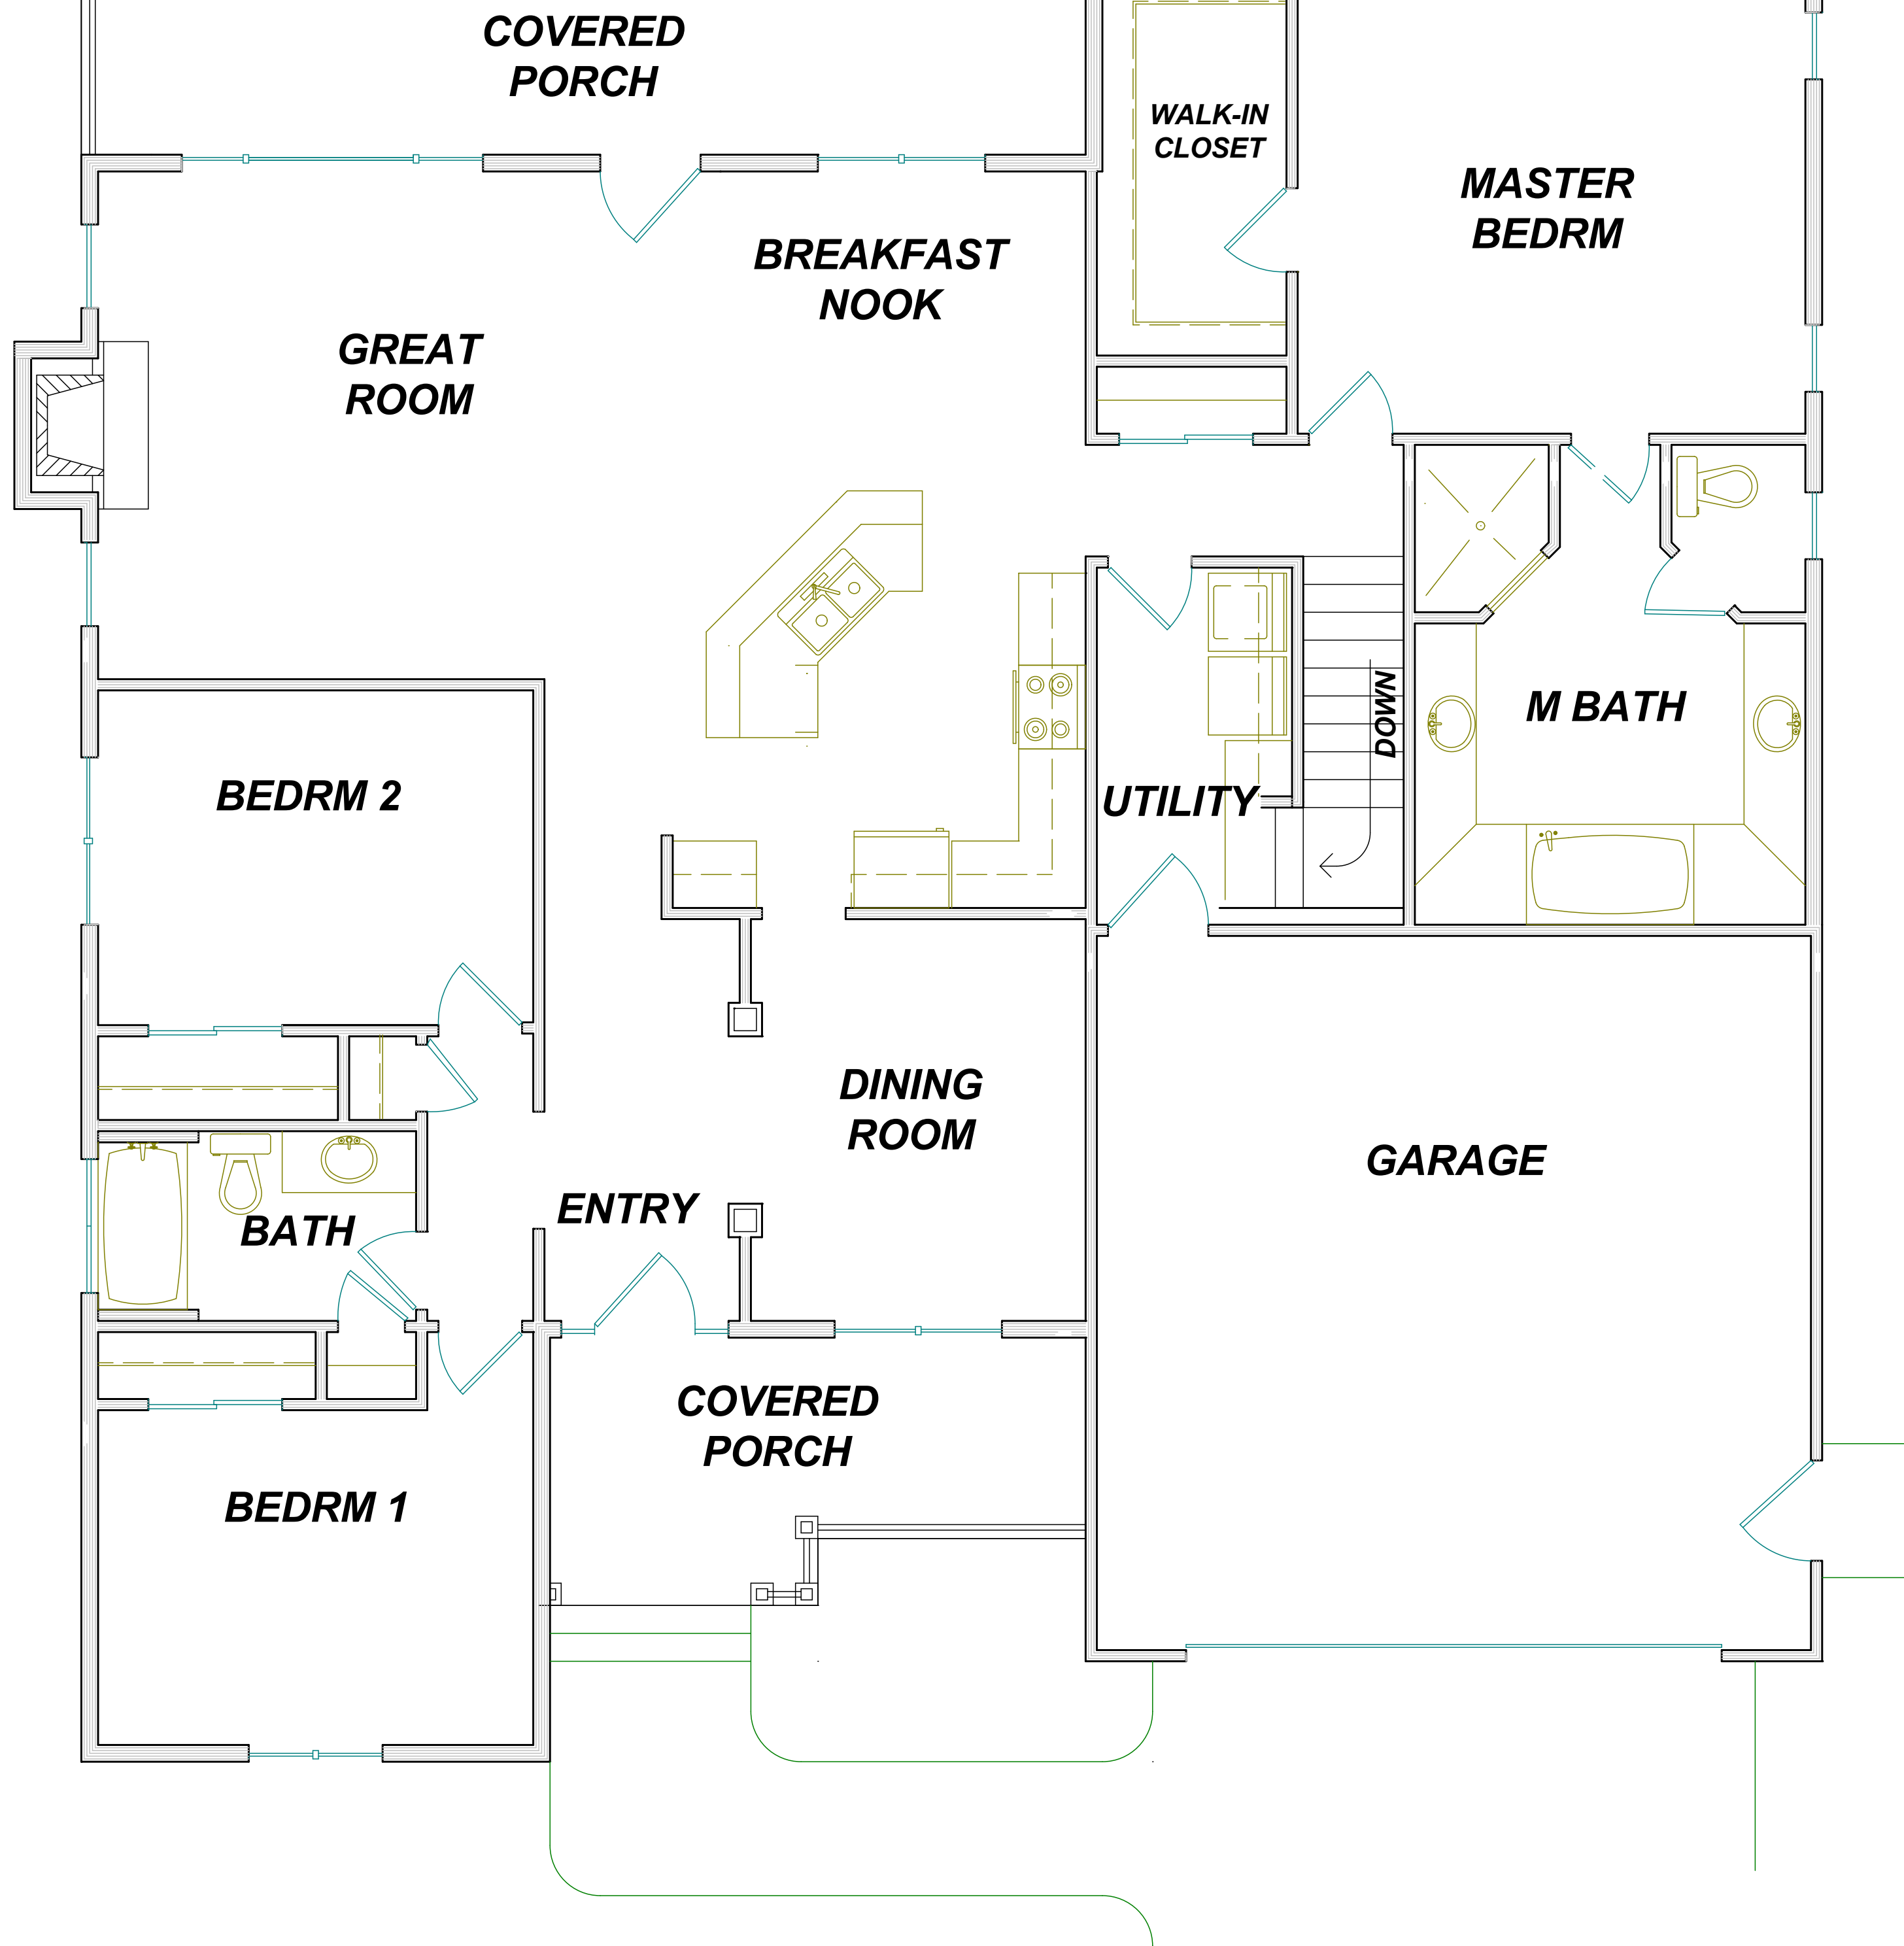 COVERED
PORCH
WALK-IN
CLOSET
MASTER
BEDRM
BREAKFAST
NOOK
GREAT
ROOM
DOWN
M BATH
BEDRM 2
UTILITY
DINING
ROOM
GARAGE
ENTRY
BATH
COVERED
PORCH
BEDRM 1